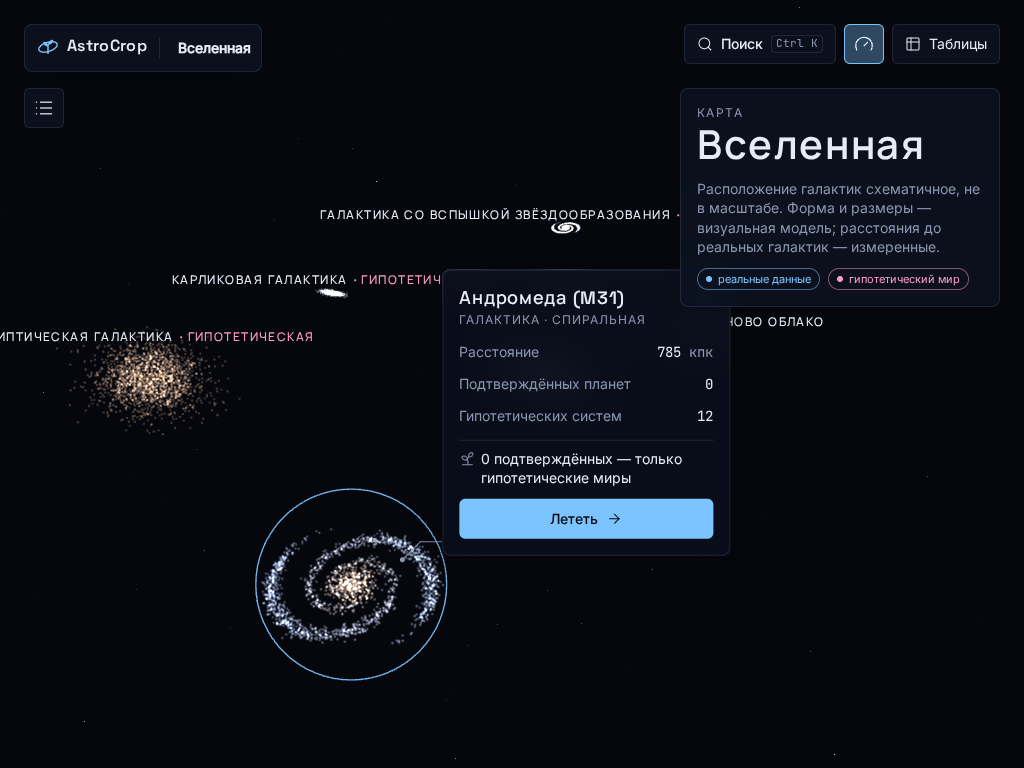 AstroCrop
Вселенная
Поиск Ctrl K
Таблицы
КАРТА
Вселенная
Расположение галактик схематичное, не
в масштабе. Форма и размеры —
визуальная модель; расстояния до
реальных галактик — измеренные.
реальные данные
гипотетический мир
ГАЛАКТИКА СО ВСПЫШКОЙ ЗВЁЗДООБРАЗОВАНИЯ ·
КАРЛИКОВАЯ ГАЛАКТИКА · ГИПОТЕТИЧ
ИПТИЧЕСКАЯ ГАЛАКТИКА · ГИПОТЕТИЧЕСКАЯ
НОВО ОБЛАКО
Андромеда (M31)
ГАЛАКТИКА · СПИРАЛЬНАЯ
Расстояние 785 кпк
Подтверждённых планет 0
Гипотетических систем 12
0 подтверждённых — только
гипотетические миры
Лететь →